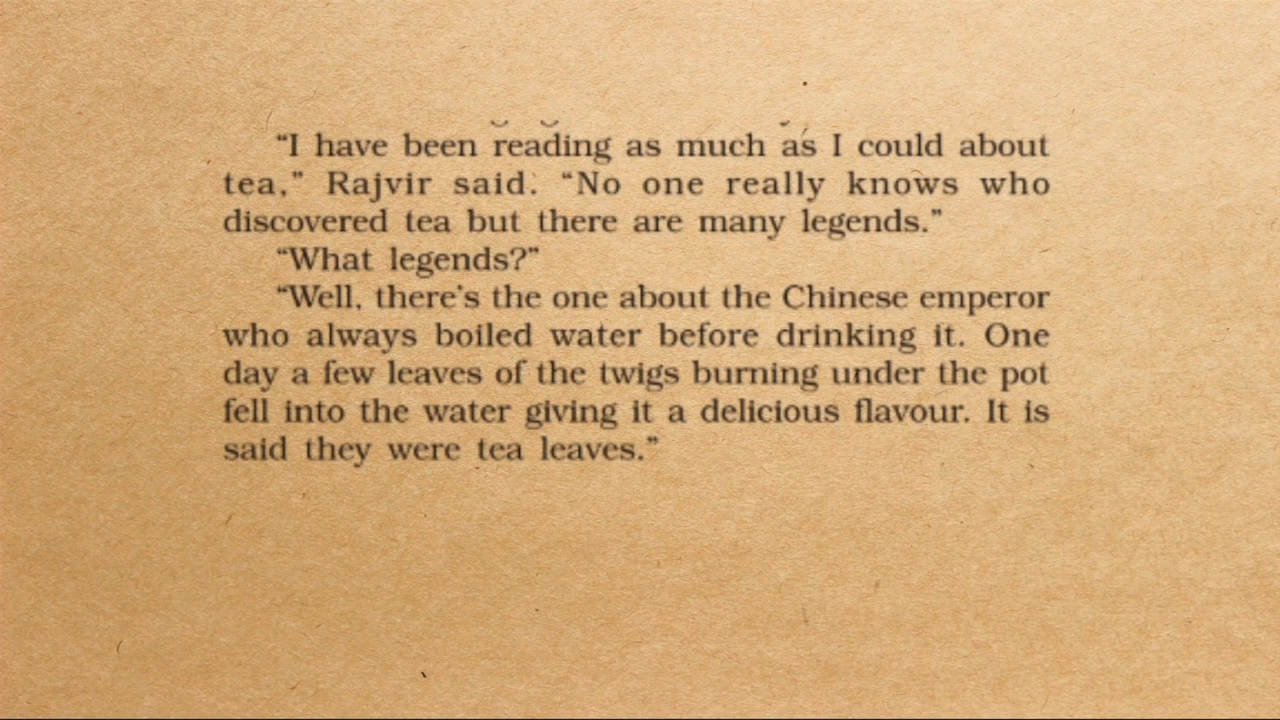 “I have been reading as much as I could about
tea,” Rajvir said. “No one really knows who
discovered tea but there are many legends.”
“What legends?”
“Well, there’s the one about the Chinese emperor
who always boiled water before drinking it. One
day a few leaves of the twigs burning under the pot
fell into the water giving it a delicious flavour. It is
said they were tea leaves.”